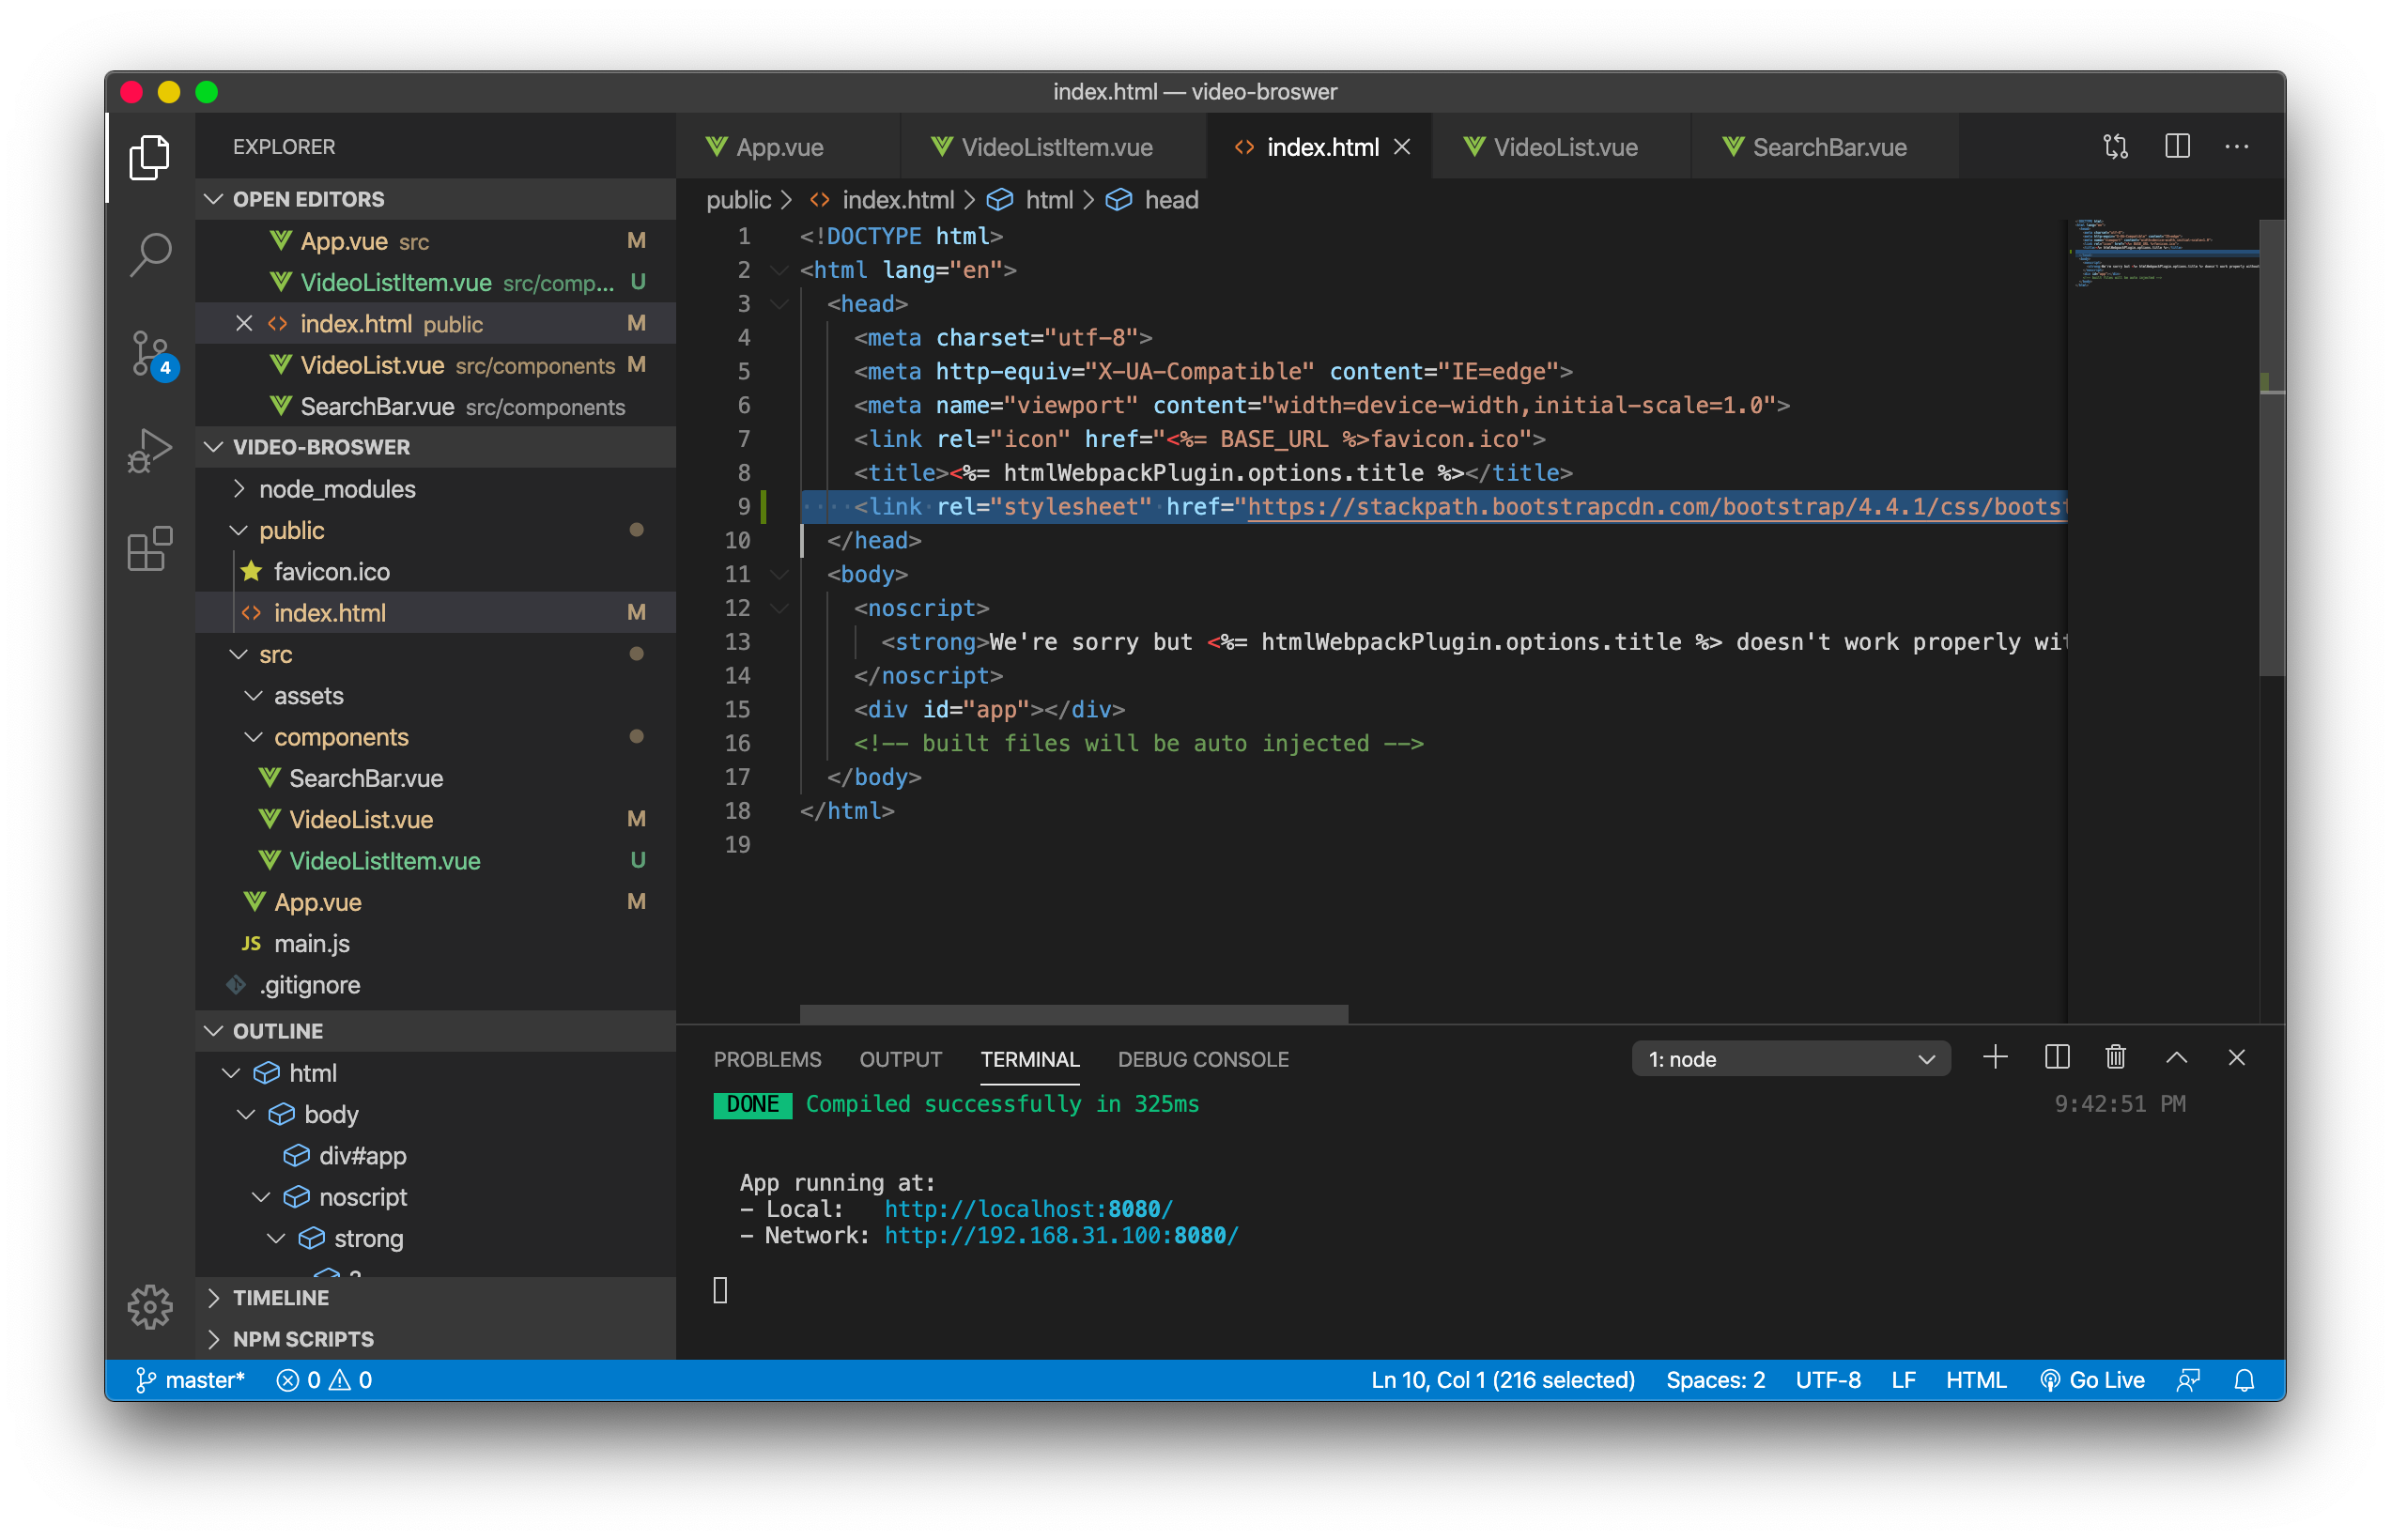 index.html — video-broswer
EXPLORER
OPEN EDITORS
App.vue src M
VideoListItem.vue src/comp... U
index.html public M
VideoList.vue src/components M
SearchBar.vue src/components
VIDEO-BROSWER
node_modules
public
favicon.ico
index.html M
src
assets
components
SearchBar.vue
VideoList.vue M
VideoListItem.vue U
App.vue M
JS main.js
.gitignore
OUTLINE
html
body
div#app
noscript
strong
TIMELINE
NPM SCRIPTS
4
App.vue VideoListItem.vue index.html VideoList.vue SearchBar.vue
public > index.html > html > head
1 <!DOCTYPE html>
2 <html lang="en">
3 <head>
4 <meta charset="utf-8">
5 <meta http-equiv="X-UA-Compatible" content="IE=edge">
6 <meta name="viewport" content="width=device-width,initial-scale=1.0">
7 <link rel="icon" href="<%= BASE_URL %>favicon.ico">
8 <title><%= htmlWebpackPlugin.options.title %></title>
9 <link rel="stylesheet" href="https://stackpath.bootstrapcdn.com/bootstrap/4.4.1/css/bootst
10 </head>
11 <body>
12 <noscript>
13 <strong>We're sorry but <%= htmlWebpackPlugin.options.title %> doesn't work properly wit
14 </noscript>
15 <div id="app"></div>
16 <!-- built files will be auto injected -->
17 </body>
18 </html>
19
PROBLEMS OUTPUT TERMINAL DEBUG CONSOLE 1: node
DONE Compiled successfully in 325ms 9:42:51 PM
App running at:
- Local: http://localhost:8080/
- Network: http://192.168.31.100:8080/
master* 0 0 Ln 10, Col 1 (216 selected) Spaces: 2 UTF-8 LF HTML Go Live